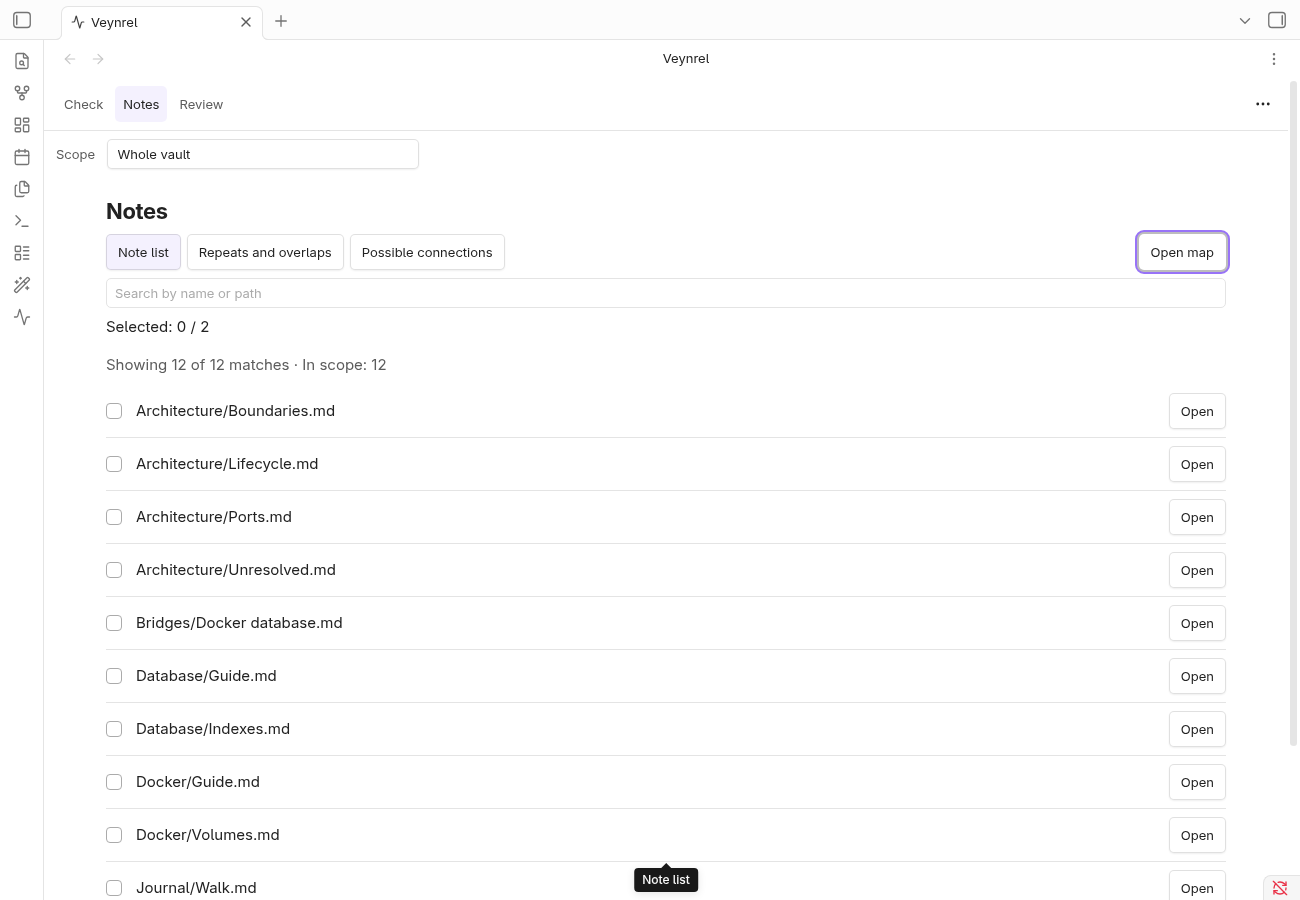 Veynrel
Veynrel
Check Notes Review
Scope Whole vault
Notes
Note list Repeats and overlaps Possible connections Open map
Search by name or path
Selected: 0 / 2
Showing 12 of 12 matches · In scope: 12
Architecture/Boundaries.md Open
Architecture/Lifecycle.md Open
Architecture/Ports.md Open
Architecture/Unresolved.md Open
Bridges/Docker database.md Open
Database/Guide.md Open
Database/Indexes.md Open
Docker/Guide.md Open
Docker/Volumes.md Open
Note list
Journal/Walk.md Open